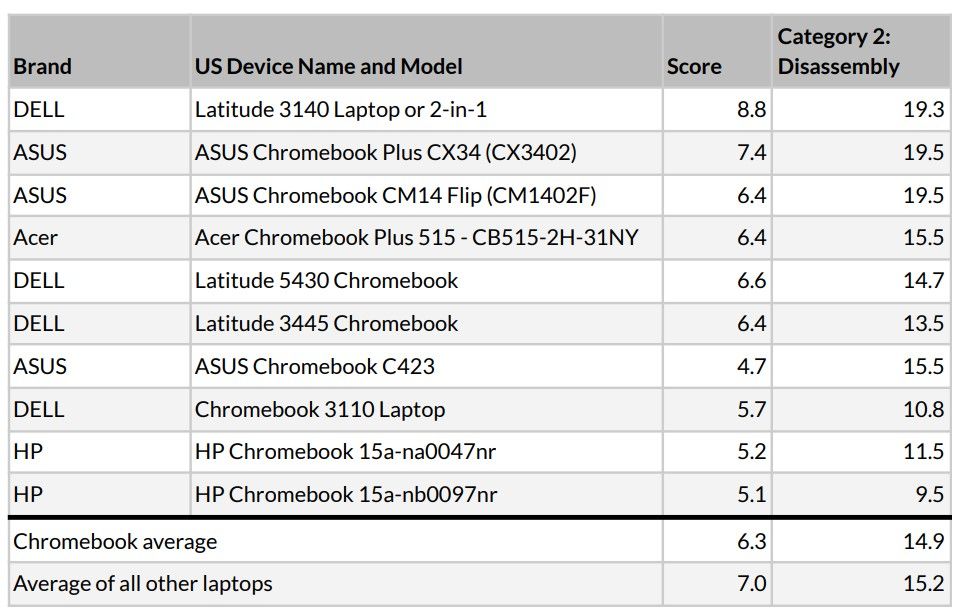 Brand US Device Name and Model Score Category 2: Disassembly
DELL Latitude 3140 Laptop or 2-in-1 8.8 19.3
ASUS ASUS Chromebook Plus CX34 (CX3402) 7.4 19.5
ASUS ASUS Chromebook CM14 Flip (CM1402F) 6.4 19.5
Acer Acer Chromebook Plus 515 - CB515-2H-31NY 6.4 15.5
DELL Latitude 5430 Chromebook 6.6 14.7
DELL Latitude 3445 Chromebook 6.4 13.5
ASUS ASUS Chromebook C423 4.7 15.5
DELL Chromebook 3110 Laptop 5.7 10.8
HP HP Chromebook 15a-na0047nr 5.2 11.5
HP HP Chromebook 15a-nb0097nr 5.1 9.5
Chromebook average 6.3 14.9
Average of all other laptops 7.0 15.2